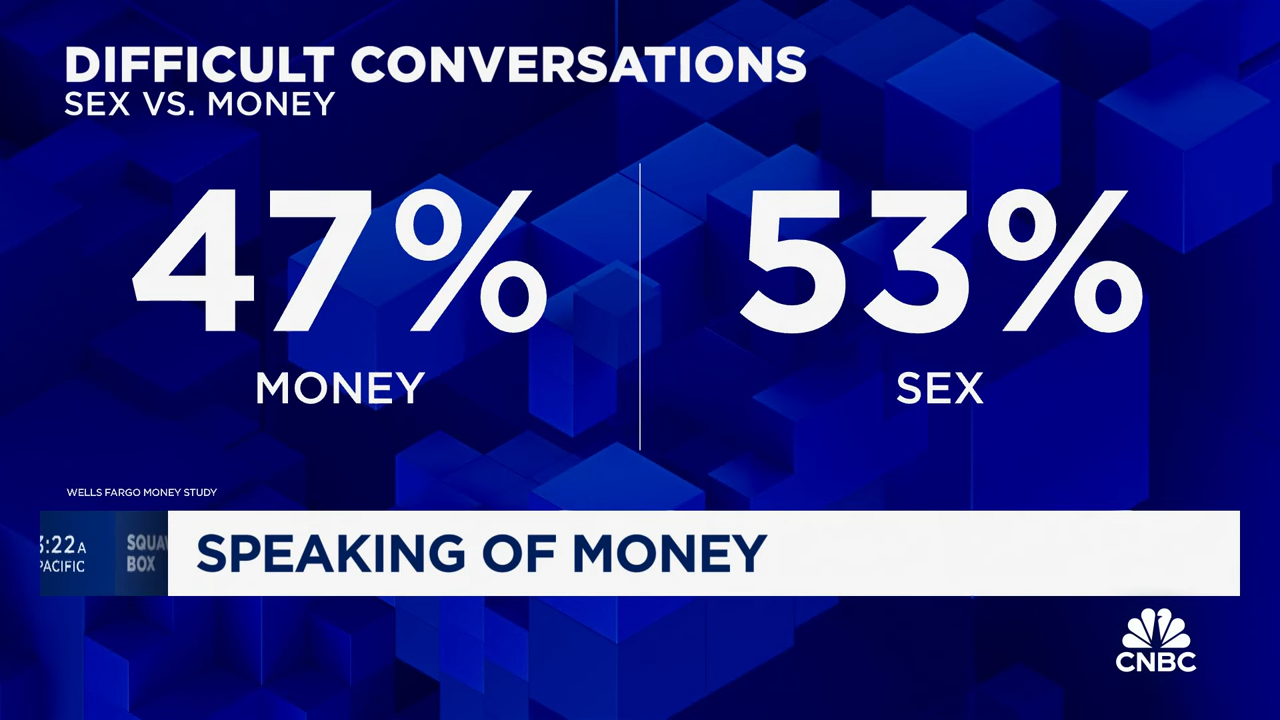 DIFFICULT CONVERSATIONS
SEX VS. MONEY
47%
53%
MONEY
SEX
WELLS FARGO MONEY STUDY
:22 A
PACIFIC
BOX
SPEAKING OF MONEY
CNBC